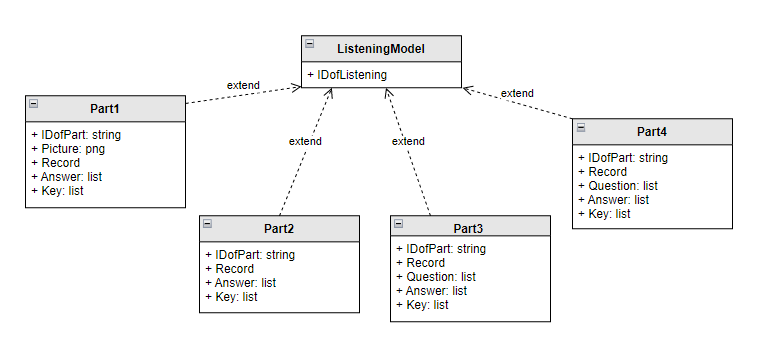 ListeningModel
+ IDofListening
extend
extend
extend
extend
Part1
+ IDofPart: string
+ Picture: png
+ Record
+ Answer: list
+ Key: list
Part2
+ IDofPart: string
+ Record
+ Answer: list
+ Key: list
Part3
+ IDofPart: string
+ Record
+ Question: list
+ Answer: list
+ Key: list
Part4
+ IDofPart: string
+ Record
+ Question: list
+ Answer: list
+ Key: list